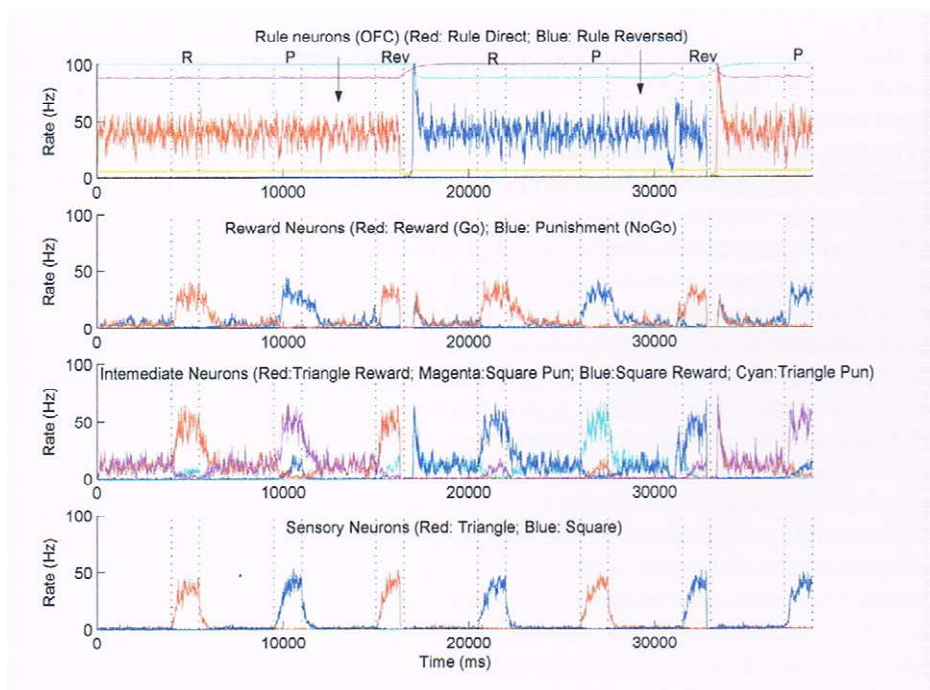 Rule neurons (OFC) (Red: Rule Direct; Blue: Rule Reversed)
R P Rev R P Rev P
100
50
0
Rate (Hz)
0 10000 20000 30000
Reward Neurons (Red: Reward (Go); Blue: Punishment (NoGo)
100
50
0
Rate (Hz)
0 10000 20000 30000
Intemediate Neurons (Red:Triangle Reward; Magenta:Square Pun; Blue:Square Reward; Cyan:Triangle Pun)
100
50
0
Rate (Hz)
0 10000 20000 30000
Sensory Neurons (Red: Triangle; Blue: Square)
100
50
0
Rate (Hz)
0 10000 20000 30000
Time (ms)